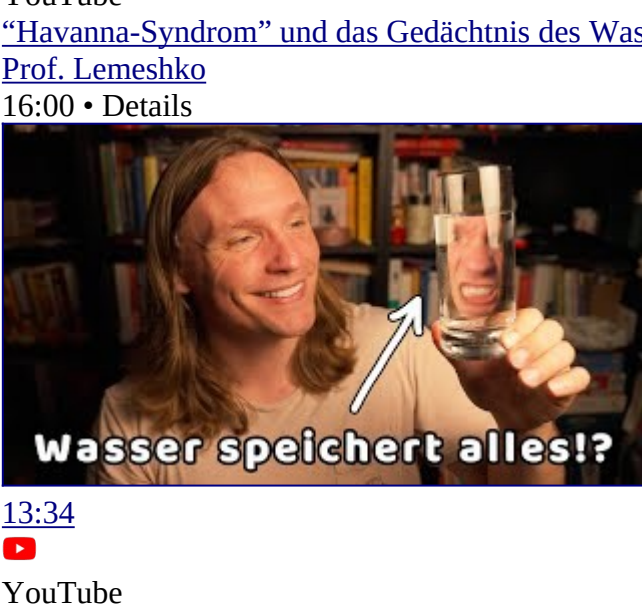 YouTube
“Havanna-Syndrom” und das Gedächtnis des Was
Prof. Lemeshko
16:00 • Details
Wasser speichert alles!?
13:34
YouTube